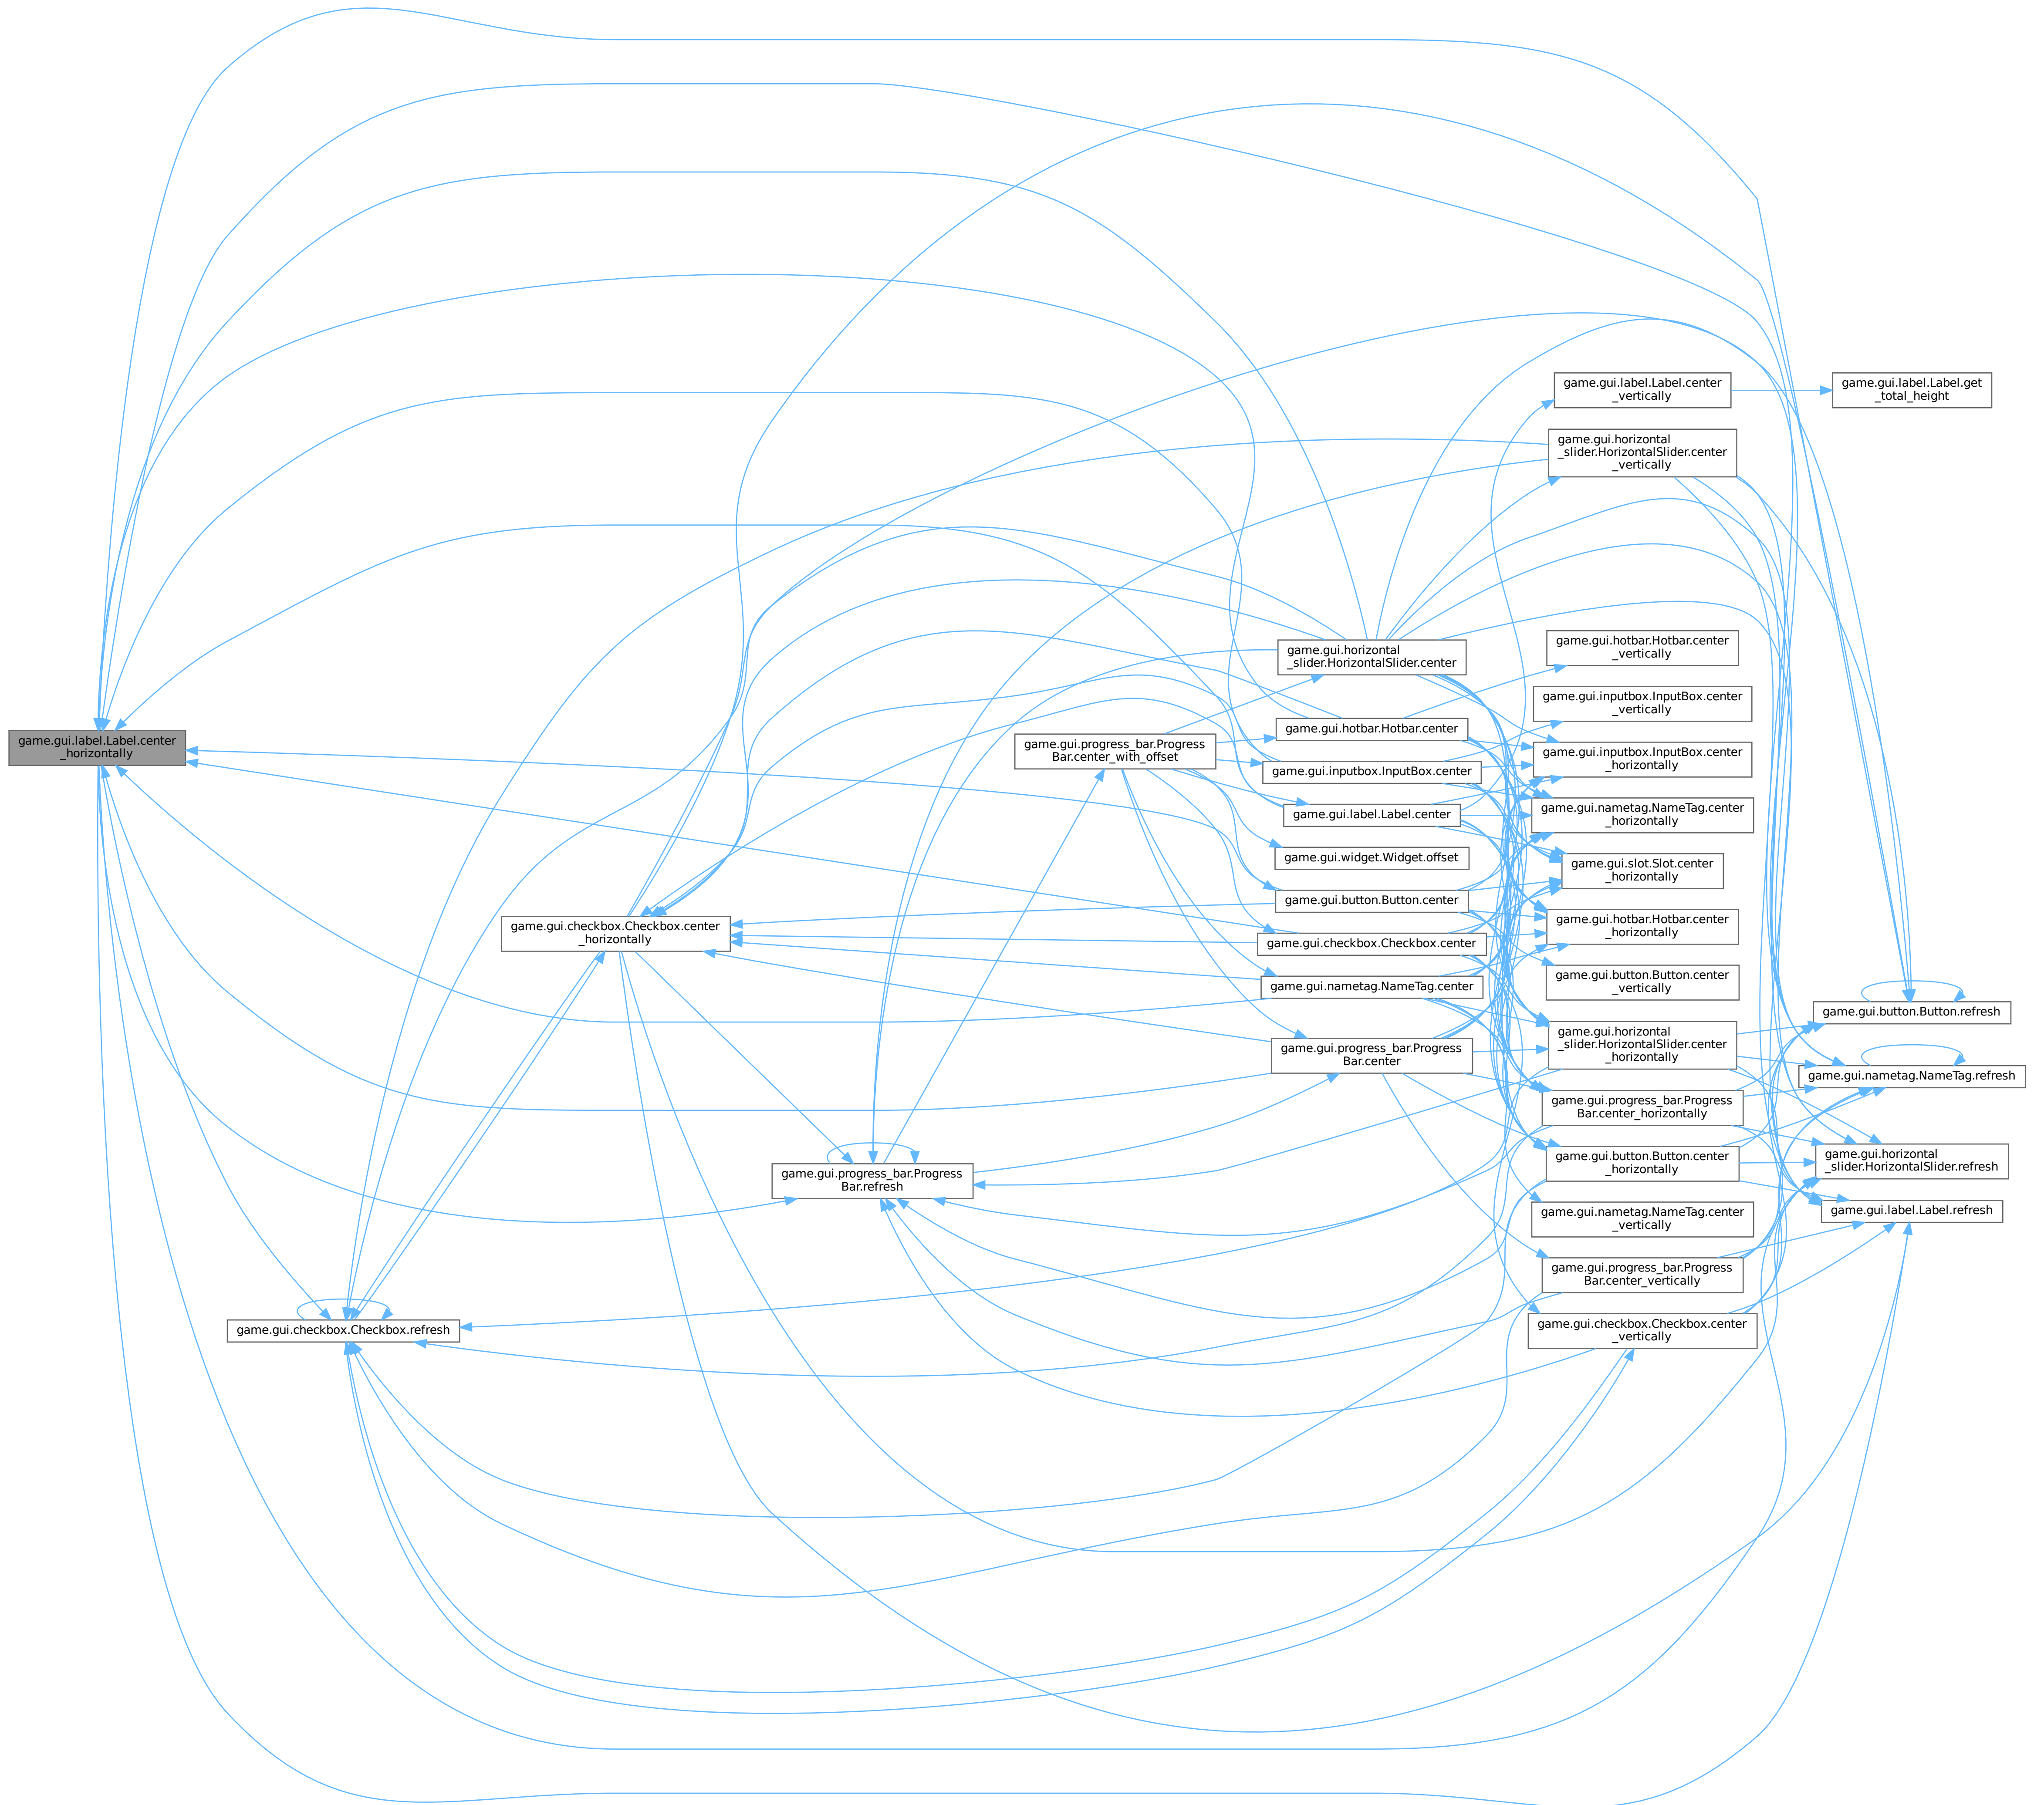 game.gui.label.Label.center
_horizontally
game.gui.checkbox.Checkbox.refresh
game.gui.checkbox.Checkbox.center
_horizontally
game.gui.progress_bar.Progress
Bar.refresh
game.gui.progress_bar.Progress
Bar.center_with_offset
game.gui.horizontal
_slider.HorizontalSlider.center
game.gui.hotbar.Hotbar.center
game.gui.inputbox.InputBox.center
game.gui.label.Label.center
game.gui.widget.Widget.offset
game.gui.button.Button.center
game.gui.checkbox.Checkbox.center
game.gui.nametag.NameTag.center
game.gui.progress_bar.Progress
Bar.center
game.gui.label.Label.center
_vertically
game.gui.horizontal
_slider.HorizontalSlider.center
_vertically
game.gui.hotbar.Hotbar.center
_vertically
game.gui.inputbox.InputBox.center
_vertically
game.gui.inputbox.InputBox.center
_horizontally
game.gui.nametag.NameTag.center
_horizontally
game.gui.slot.Slot.center
_horizontally
game.gui.hotbar.Hotbar.center
_horizontally
game.gui.button.Button.center
_vertically
game.gui.horizontal
_slider.HorizontalSlider.center
_horizontally
game.gui.progress_bar.Progress
Bar.center_horizontally
game.gui.button.Button.center
_horizontally
game.gui.nametag.NameTag.center
_vertically
game.gui.progress_bar.Progress
Bar.center_vertically
game.gui.checkbox.Checkbox.center
_vertically
game.gui.label.Label.get
_total_height
game.gui.button.Button.refresh
game.gui.nametag.NameTag.refresh
game.gui.horizontal
_slider.HorizontalSlider.refresh
game.gui.label.Label.refresh